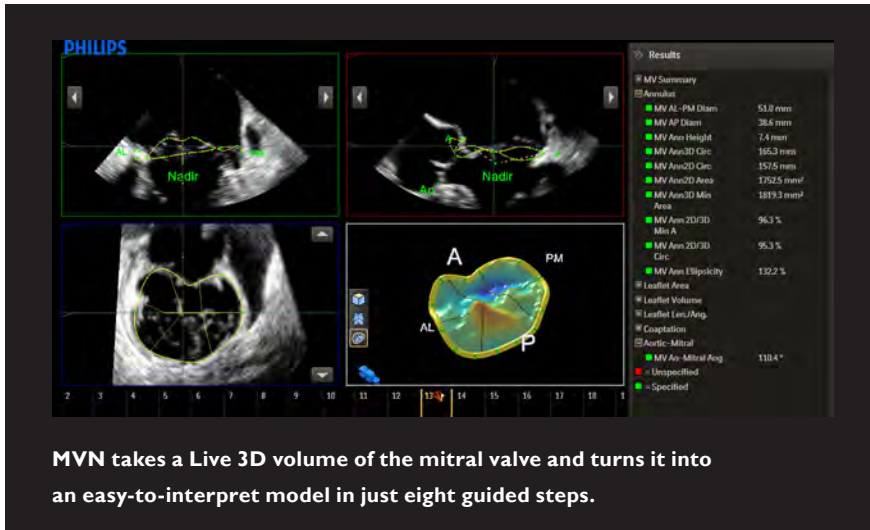 PHILIPS
Results
MV Summary
Annulus
MV AL-PM Diam 51.0 mm
MV AP Diam 38.6 mm
MV Ann Height 7.4 mm
MV Ann3D Circ 165.3 mm
MV Ann2D Circ 157.5 mm
MV Ann2D Area 1752.5 mm²
MV Ann3D Min 1819.3 mm²
Area
MV Ann 2D/3D 96.3 %
Min A
MV Ann 2D/3D 95.3 %
Circ
MV Ann Ellipsicity 132.2 %
Leaflet Area
Leaflet Volume
Leaflet Len./Ang.
Coaptation
Aortic-Mitral
MV Ao-Mitral Ang 110.4 °
= Unspecified
= Specified
AL
Nadir
A
Nadir
Ao
A
PM
AL
P
2 3 4 5 6 7 8 9 10 11 12 13 14 15 16 17 18 1
MVN takes a Live 3D volume of the mitral valve and turns it into
an easy-to-interpret model in just eight guided steps.